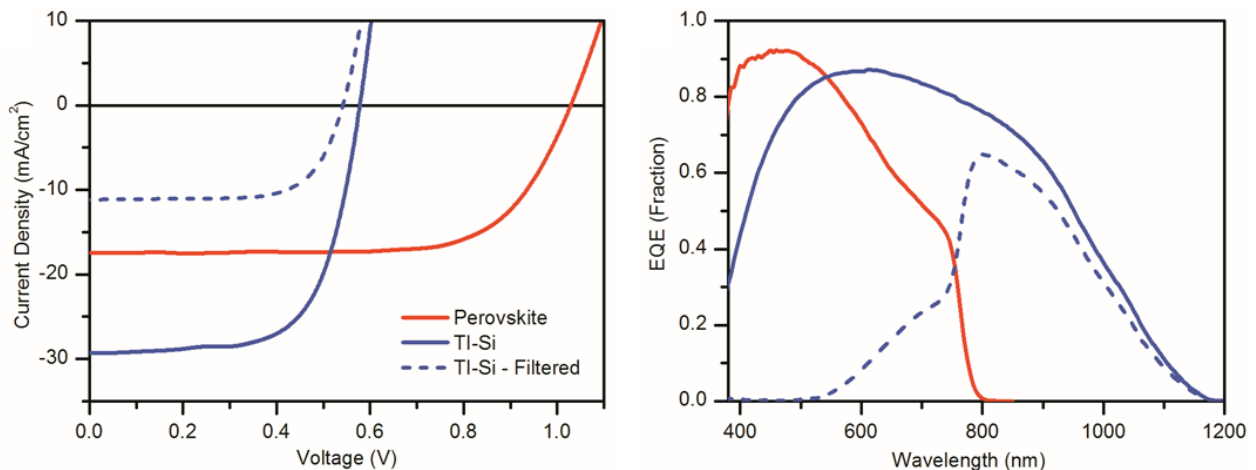 10
0
-10
-20
-30
0.0 0.2 0.4 0.6 0.8 1.0
Current Density (mA/cm²)
Voltage (V)
Perovskite
TI-Si
TI-Si - Filtered
1.0
0.8
0.6
0.4
0.2
0.0
400 600 800 1000 1200
EQE (Fraction)
Wavelength (nm)